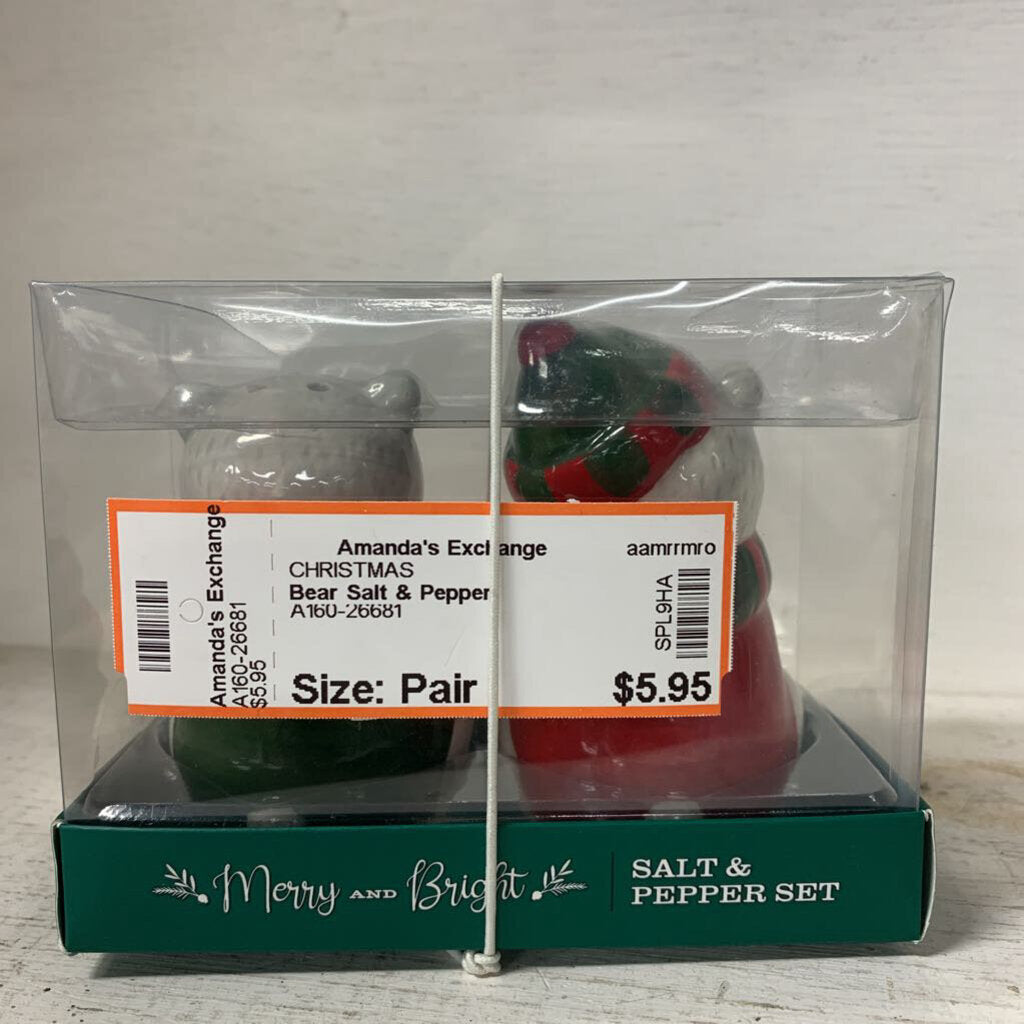 Amanda's Exchange
A160-26681
$5.95
Amanda's Exchange
aamrrmro
CHRISTMAS
Bear Salt & Pepper
A160-26681
SPL9HA
Size: Pair
$5.95
Merry AND Bright
SALT &
PEPPER SET